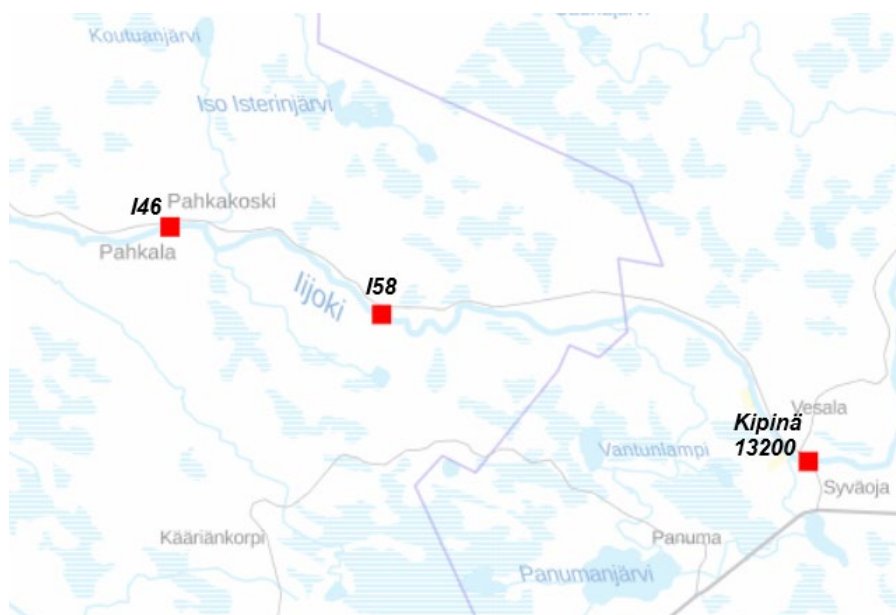 Koutuanjärvi
Iso Isterinjärvi
I46
Pahkakoski
Pahkala
Iijoki
I58
Kipinä
13200
Vesala
Vantunlampi
Syväoja
Kääriänkorpi
Panuma
Panumanjärvi